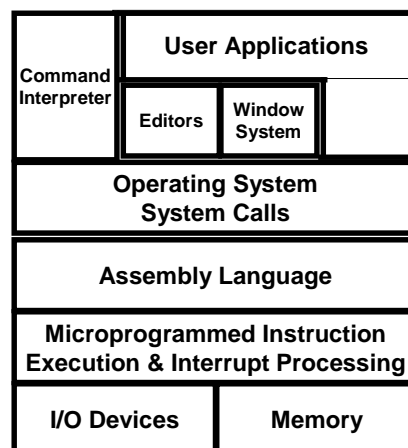 User Applications
Command
Interpreter
Editors
Window
System
Operating System
System Calls
Assembly Language
Microprogrammed Instruction
Execution & Interrupt Processing
I/O Devices
Memory